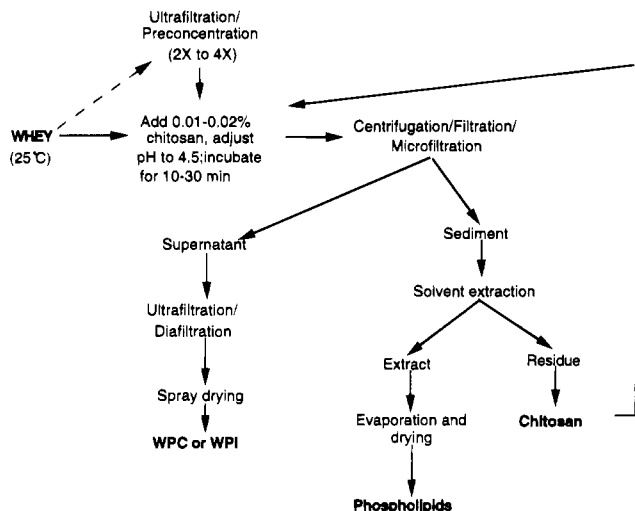 Ultrafiltration/
Preconcentration
(2X to 4X)
WHEY
(25℃)
Add 0.01-0.02%
chitosan, adjust
pH to 4.5;incubate
for 10-30 min
Centrifugation/Filtration/
Microfiltration
Supernatant
Sediment
Ultrafiltration/
Diafiltration
Solvent extraction
Spray drying
Extract
Residue
WPC or WPI
Evaporation and
drying
Chitosan
Phospholipids